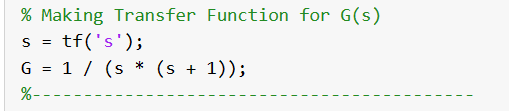 % Making Transfer Function for G(s)
s = tf('s');
G = 1 / (s * (s + 1));
%-------------------------------------------